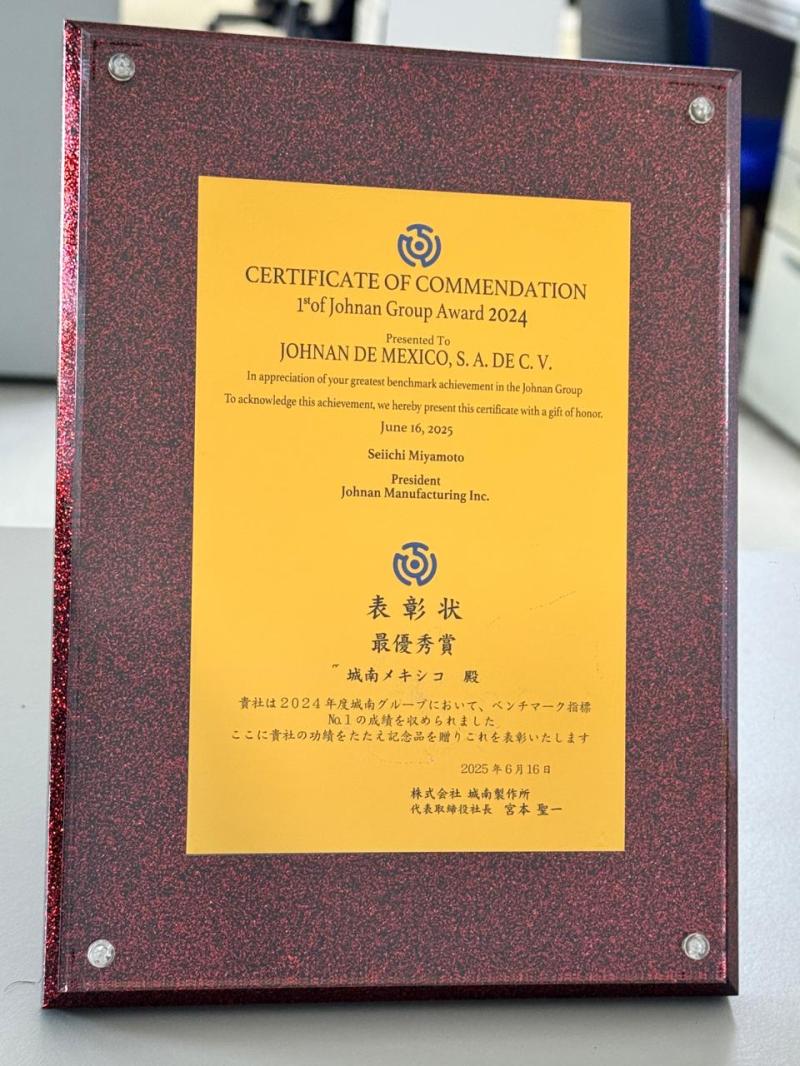 CERTIFICATE OF COMMENDATION
1st of Johnan Group Award 2024
Presented To
JOHNAN DE MEXICO, S. A. DE C. V.
In appreciation of your greatest benchmark achievement in the Johnan Group
To acknowledge this achievement, we hereby present this certificate with a gift of honor.
June 16, 2025
Seiichi Miyamoto
President
Johnan Manufacturing Inc.
表彰状
最優秀賞
城南メキシコ 殿
貴社は2024年度城南グループにおいて、ベンチマーク指標
No.1の成績を収められました
ここに貴社の功績をたたえ記念品を贈りこれを表彰いたします
2025年6月16日
株式会社 城南製作所
代表取締役社長 宮本 聖一